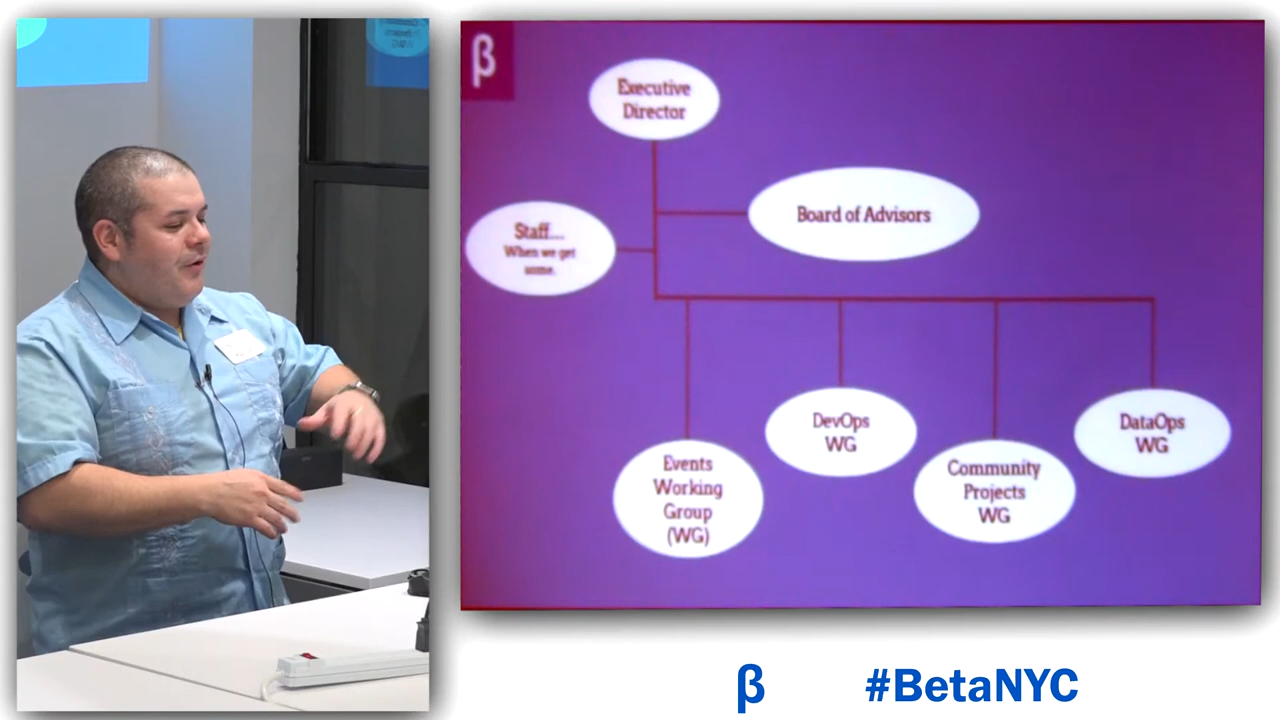 β
Executive
Director
Board of Advisors
Staff....
When we get
some.
Events
Working
Group
(WG)
DevOps
WG
Community
Projects
WG
DataOps
WG
β #BetaNYC